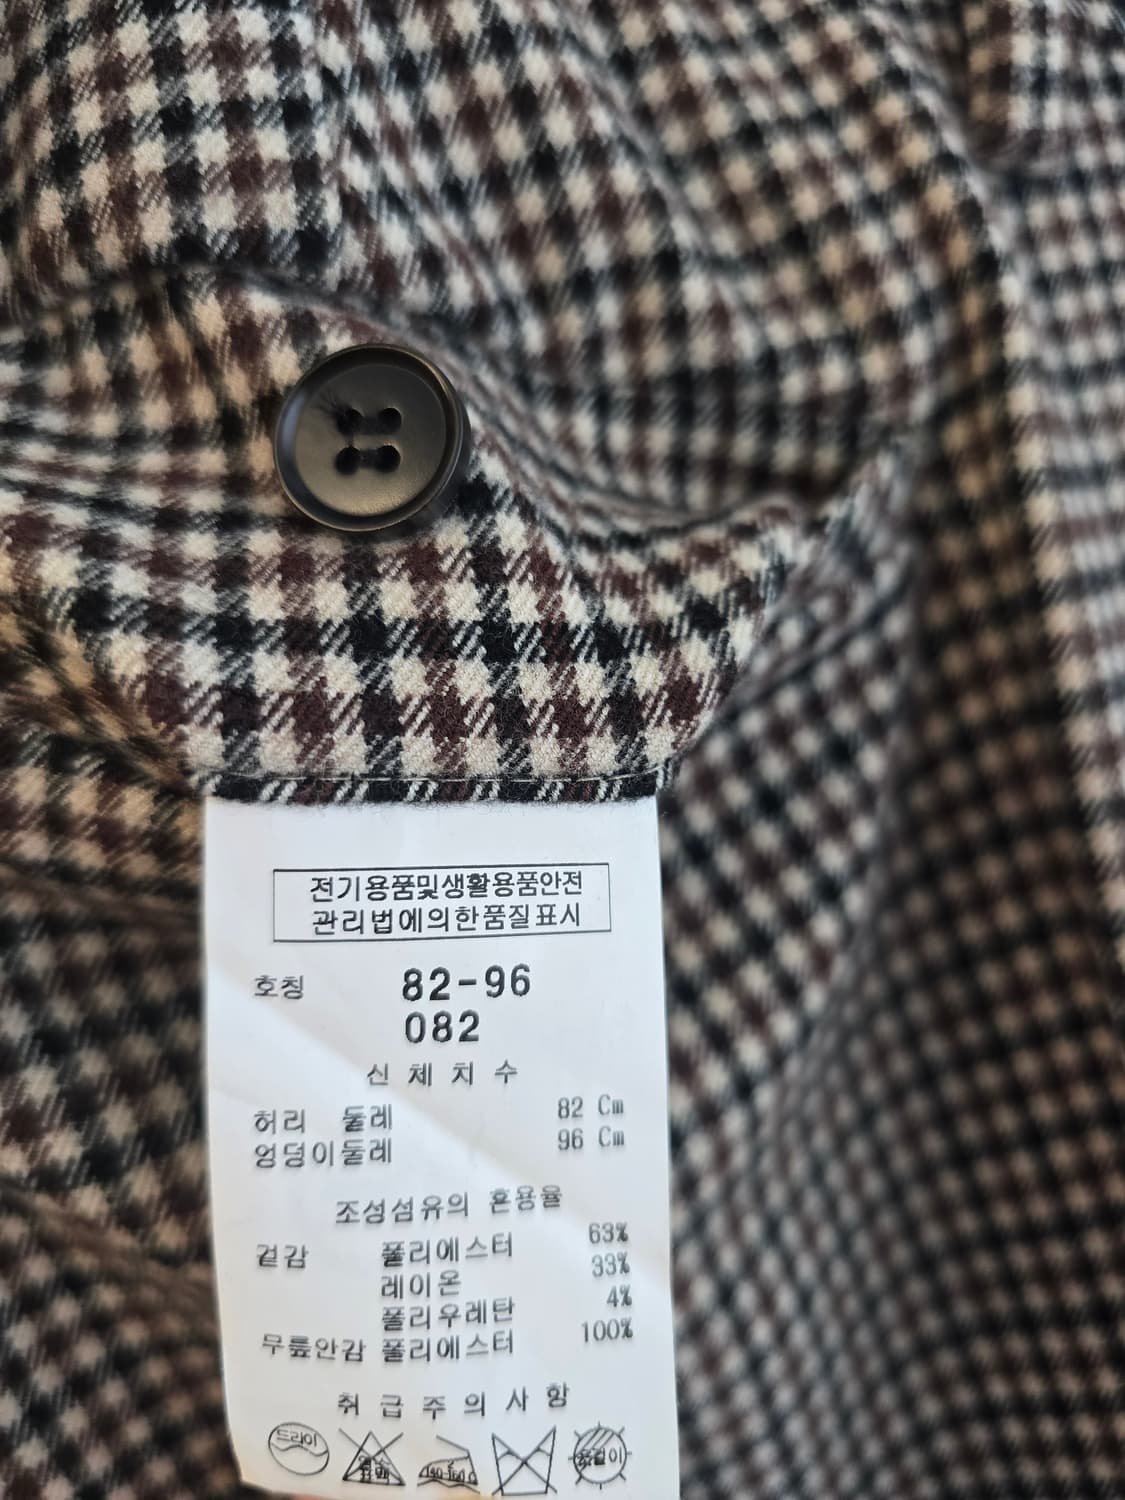 전기용품및생활용품안전
관리법에의한품질표시
호칭 82-96
082
신 체 치 수
허리 둘레 82 Cm
엉덩이둘레 96 Cm
조성섬유의 혼용율
겉감 폴리에스터 63%
레이온 33%
폴리우레탄 4%
무릎안감 폴리에스터 100%
취 급 주 의 사 항
드라이